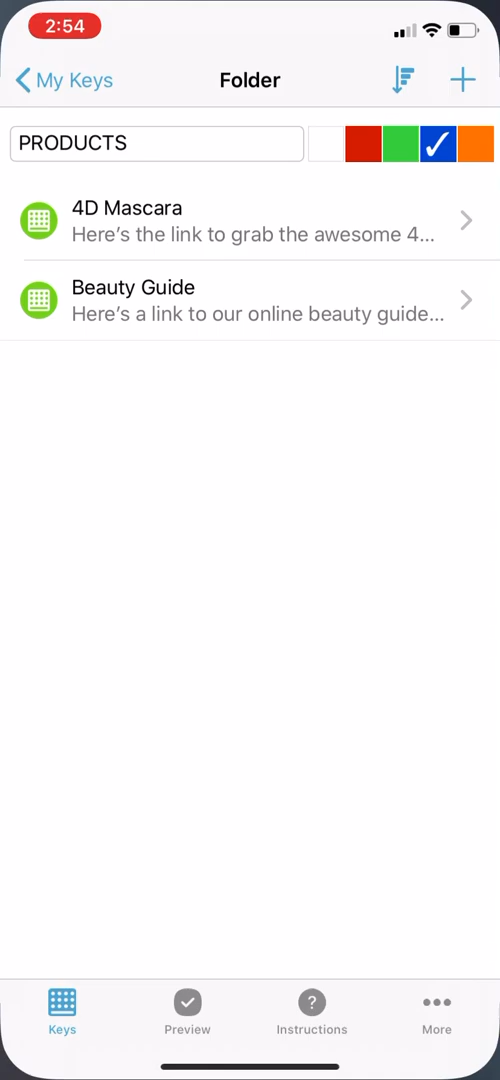 2:54
My Keys
Folder
PRODUCTS
4D Mascara
Here's the link to grab the awesome 4...
Beauty Guide
Here's a link to our online beauty guide...
Keys
Preview
Instructions
More